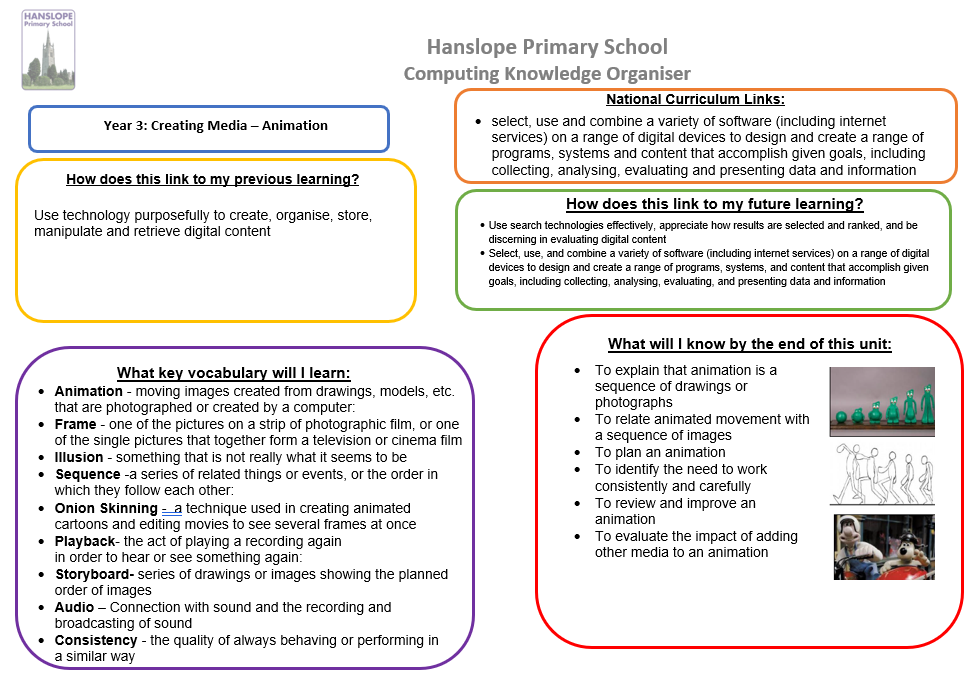 HANSLOPE
Primary School
Hanslope Primary School
Computing Knowledge Organiser
Year 3: Creating Media – Animation
National Curriculum Links:
• select, use and combine a variety of software (including internet
services) on a range of digital devices to design and create a range of
programs, systems and content that accomplish given goals, including
collecting, analysing, evaluating and presenting data and information
How does this link to my previous learning?
Use technology purposefully to create, organise, store,
manipulate and retrieve digital content
How does this link to my future learning?
• Use search technologies effectively, appreciate how results are selected and ranked, and be
discerning in evaluating digital content
• Select, use, and combine a variety of software (including internet services) on a range of digital
devices to design and create a range of programs, systems, and content that accomplish given
goals, including collecting, analysing, evaluating, and presenting data and information
What key vocabulary will I learn:
• Animation - moving images created from drawings, models, etc.
that are photographed or created by a computer:
• Frame - one of the pictures on a strip of photographic film, or one
of the single pictures that together form a television or cinema film
• Illusion - something that is not really what it seems to be
• Sequence -a series of related things or events, or the order in
which they follow each other:
• Onion Skinning - a technique used in creating animated
cartoons and editing movies to see several frames at once
• Playback- the act of playing a recording again
in order to hear or see something again:
• Storyboard- series of drawings or images showing the planned
order of images
• Audio – Connection with sound and the recording and
broadcasting of sound
• Consistency - the quality of always behaving or performing in
a similar way
What will I know by the end of this unit:
• To explain that animation is a
sequence of drawings or
photographs
• To relate animated movement with
a sequence of images
• To plan an animation
• To identify the need to work
consistently and carefully
• To review and improve an
animation
• To evaluate the impact of adding
other media to an animation